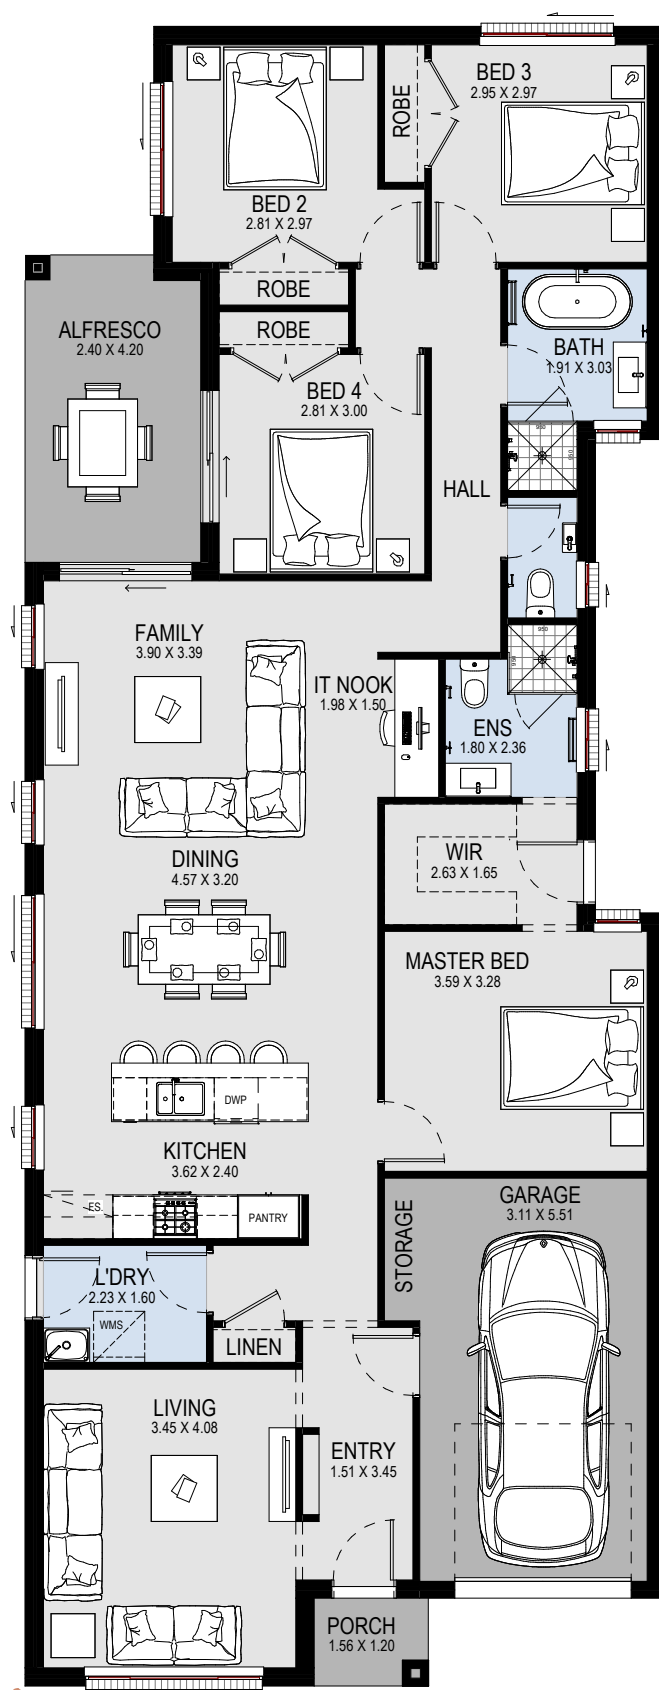 BED 2
2.81 X 2.97
ROBE
BED 3
2.95 X 2.97
ROBE
ALFRESCO
2.40 X 4.20
ROBE
BED 4
2.81 X 3.00
BATH
1.91 X 3.03
950
950
HALL
FAMILY
3.90 X 3.39
IT NOOK
1.98 X 1.50
950
950
ENS
1.80 X 2.36
DINING
4.57 X 3.20
WIR
2.63 X 1.65
MASTER BED
3.59 X 3.28
DWP
KITCHEN
3.62 X 2.40
ES.
PANTRY
GARAGE
3.11 X 5.51
STORAGE
L'DRY
2.23 X 1.60
WMS
LINEN
LIVING
3.45 X 4.08
ENTRY
1.51 X 3.45
PORCH
1.56 X 1.20